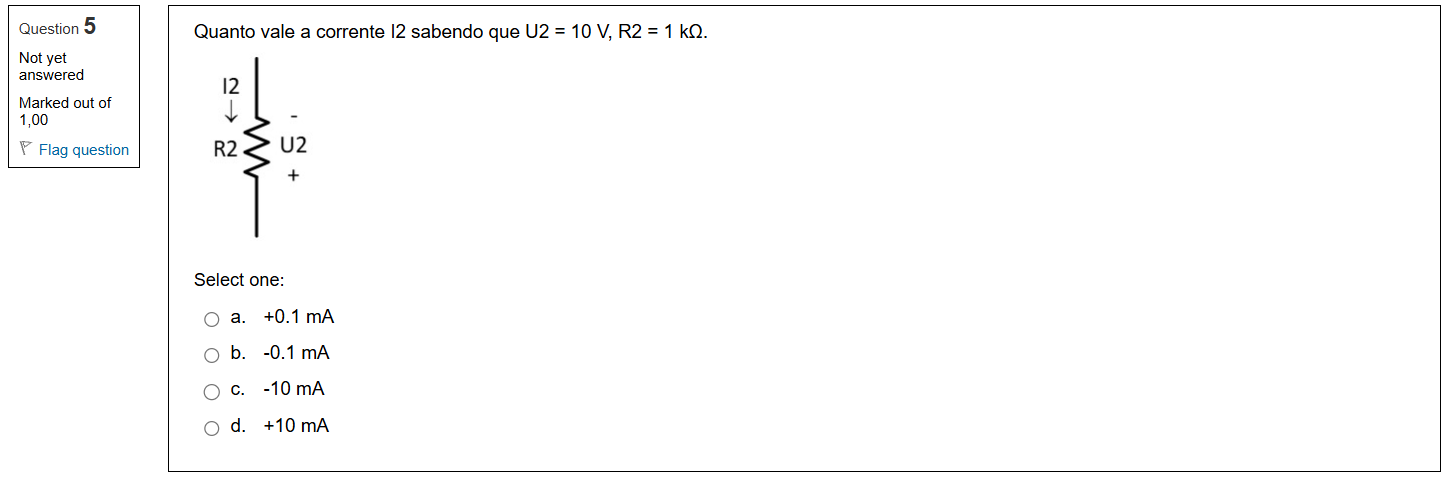 Question 5
Not yet
answered
Marked out of
1,00
Flag question
Quanto vale a corrente I2 sabendo que U2 = 10 V, R2 = 1 kΩ.
I2
↓
-
R2
U2
+
Select one:
a. +0.1 mA
b. -0.1 mA
c. -10 mA
d. +10 mA